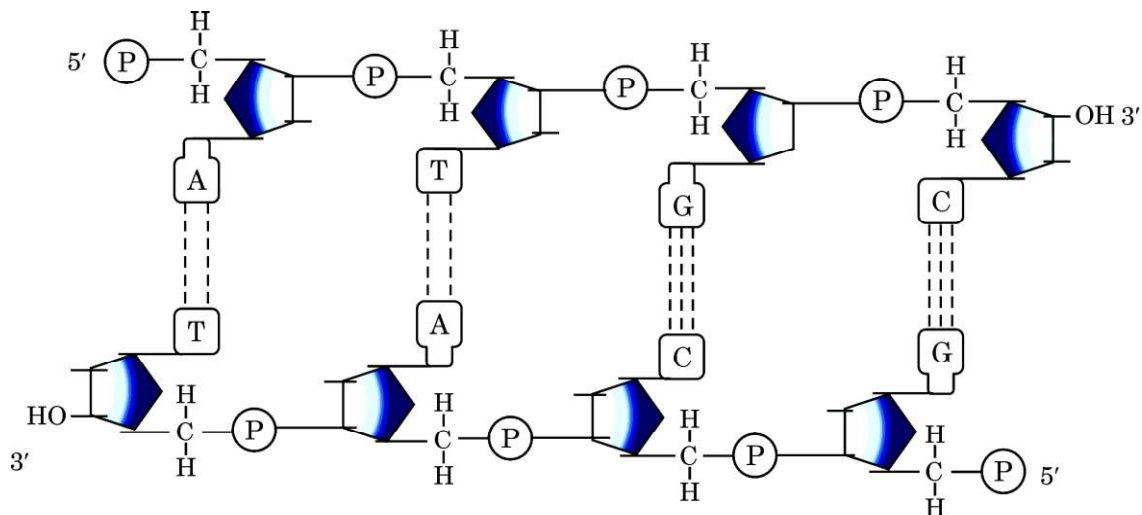 H H H H
5′ P C P C P C P C OH 3′
H H H H
A T G C
T A C G
HO H H H H
C P C P C P C P 5′
3′ H H H H